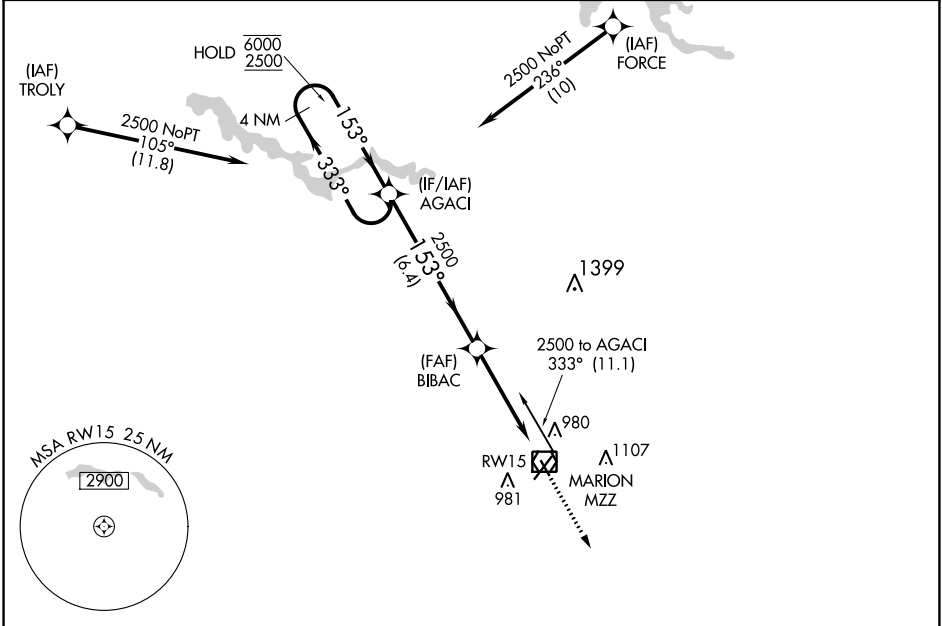 HOLD 6000
2500
(IAF)
TROLY
2500 NoPT
105°
(11.8)
4 NM
153°
333°
(IF/IAF)
AGACI
2500 NoPT
236°
(10)
(IAF)
FORCE
2500
153°
(6.4)
1399
(FAF)
BIBAC
2500 to AGACI
333° (11.1)
980
RW15
1107
981
MARION
MZZ
MSA RW15 25 NM
2900